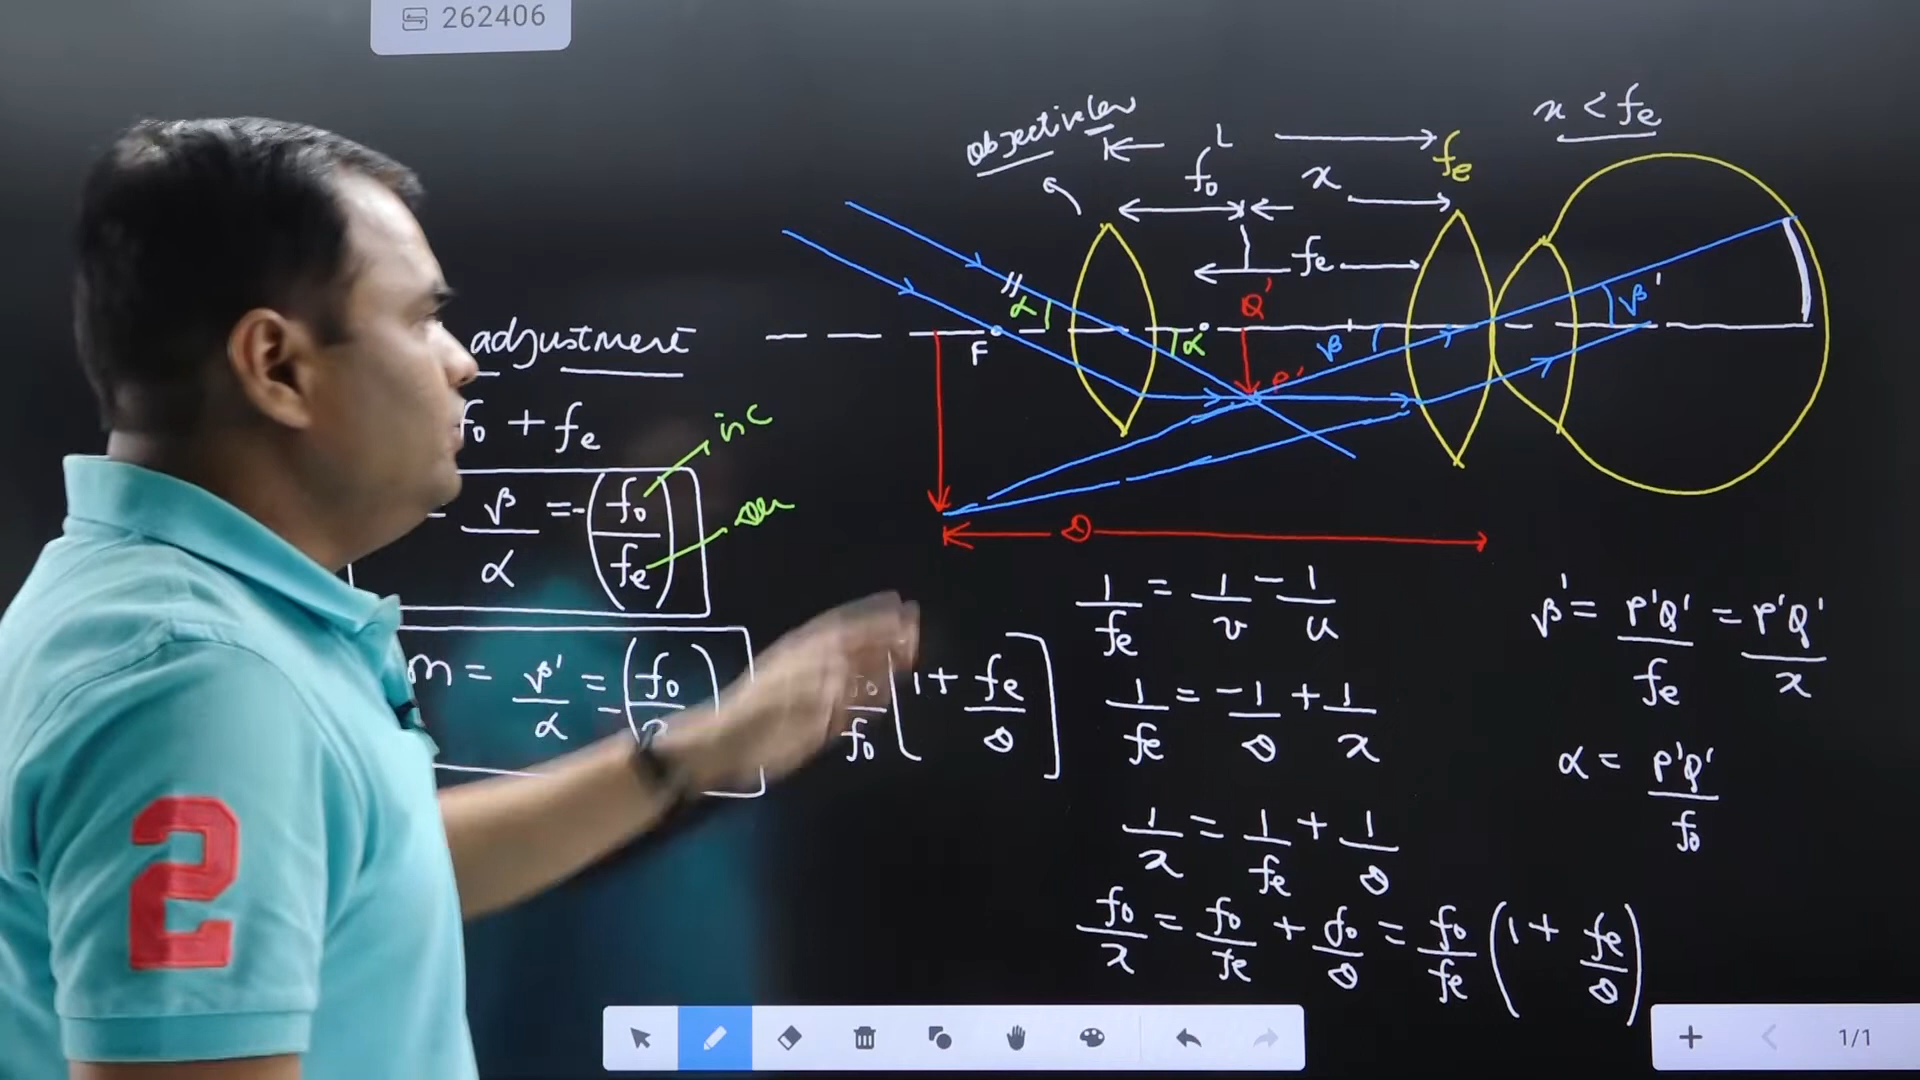 262406
objective len
L
x < fe
fo
x
fe
fe
Q'
α
β'
F
α
β
P'
adjustment
fo + fe
inc
- β/α = -(fo/fe)
D
1/fe = 1/v - 1/u
β' = P'Q'/fe = P'Q'/x
m = β'/α = -(fo/
fo [1 + fe/D]
1/fe = -1/D + 1/x
α = P'Q'/fo
1/x = 1/fe + 1/D
fo/x = fo/fe + fo/D = fo/fe (1 + fe/D)
2
1/1